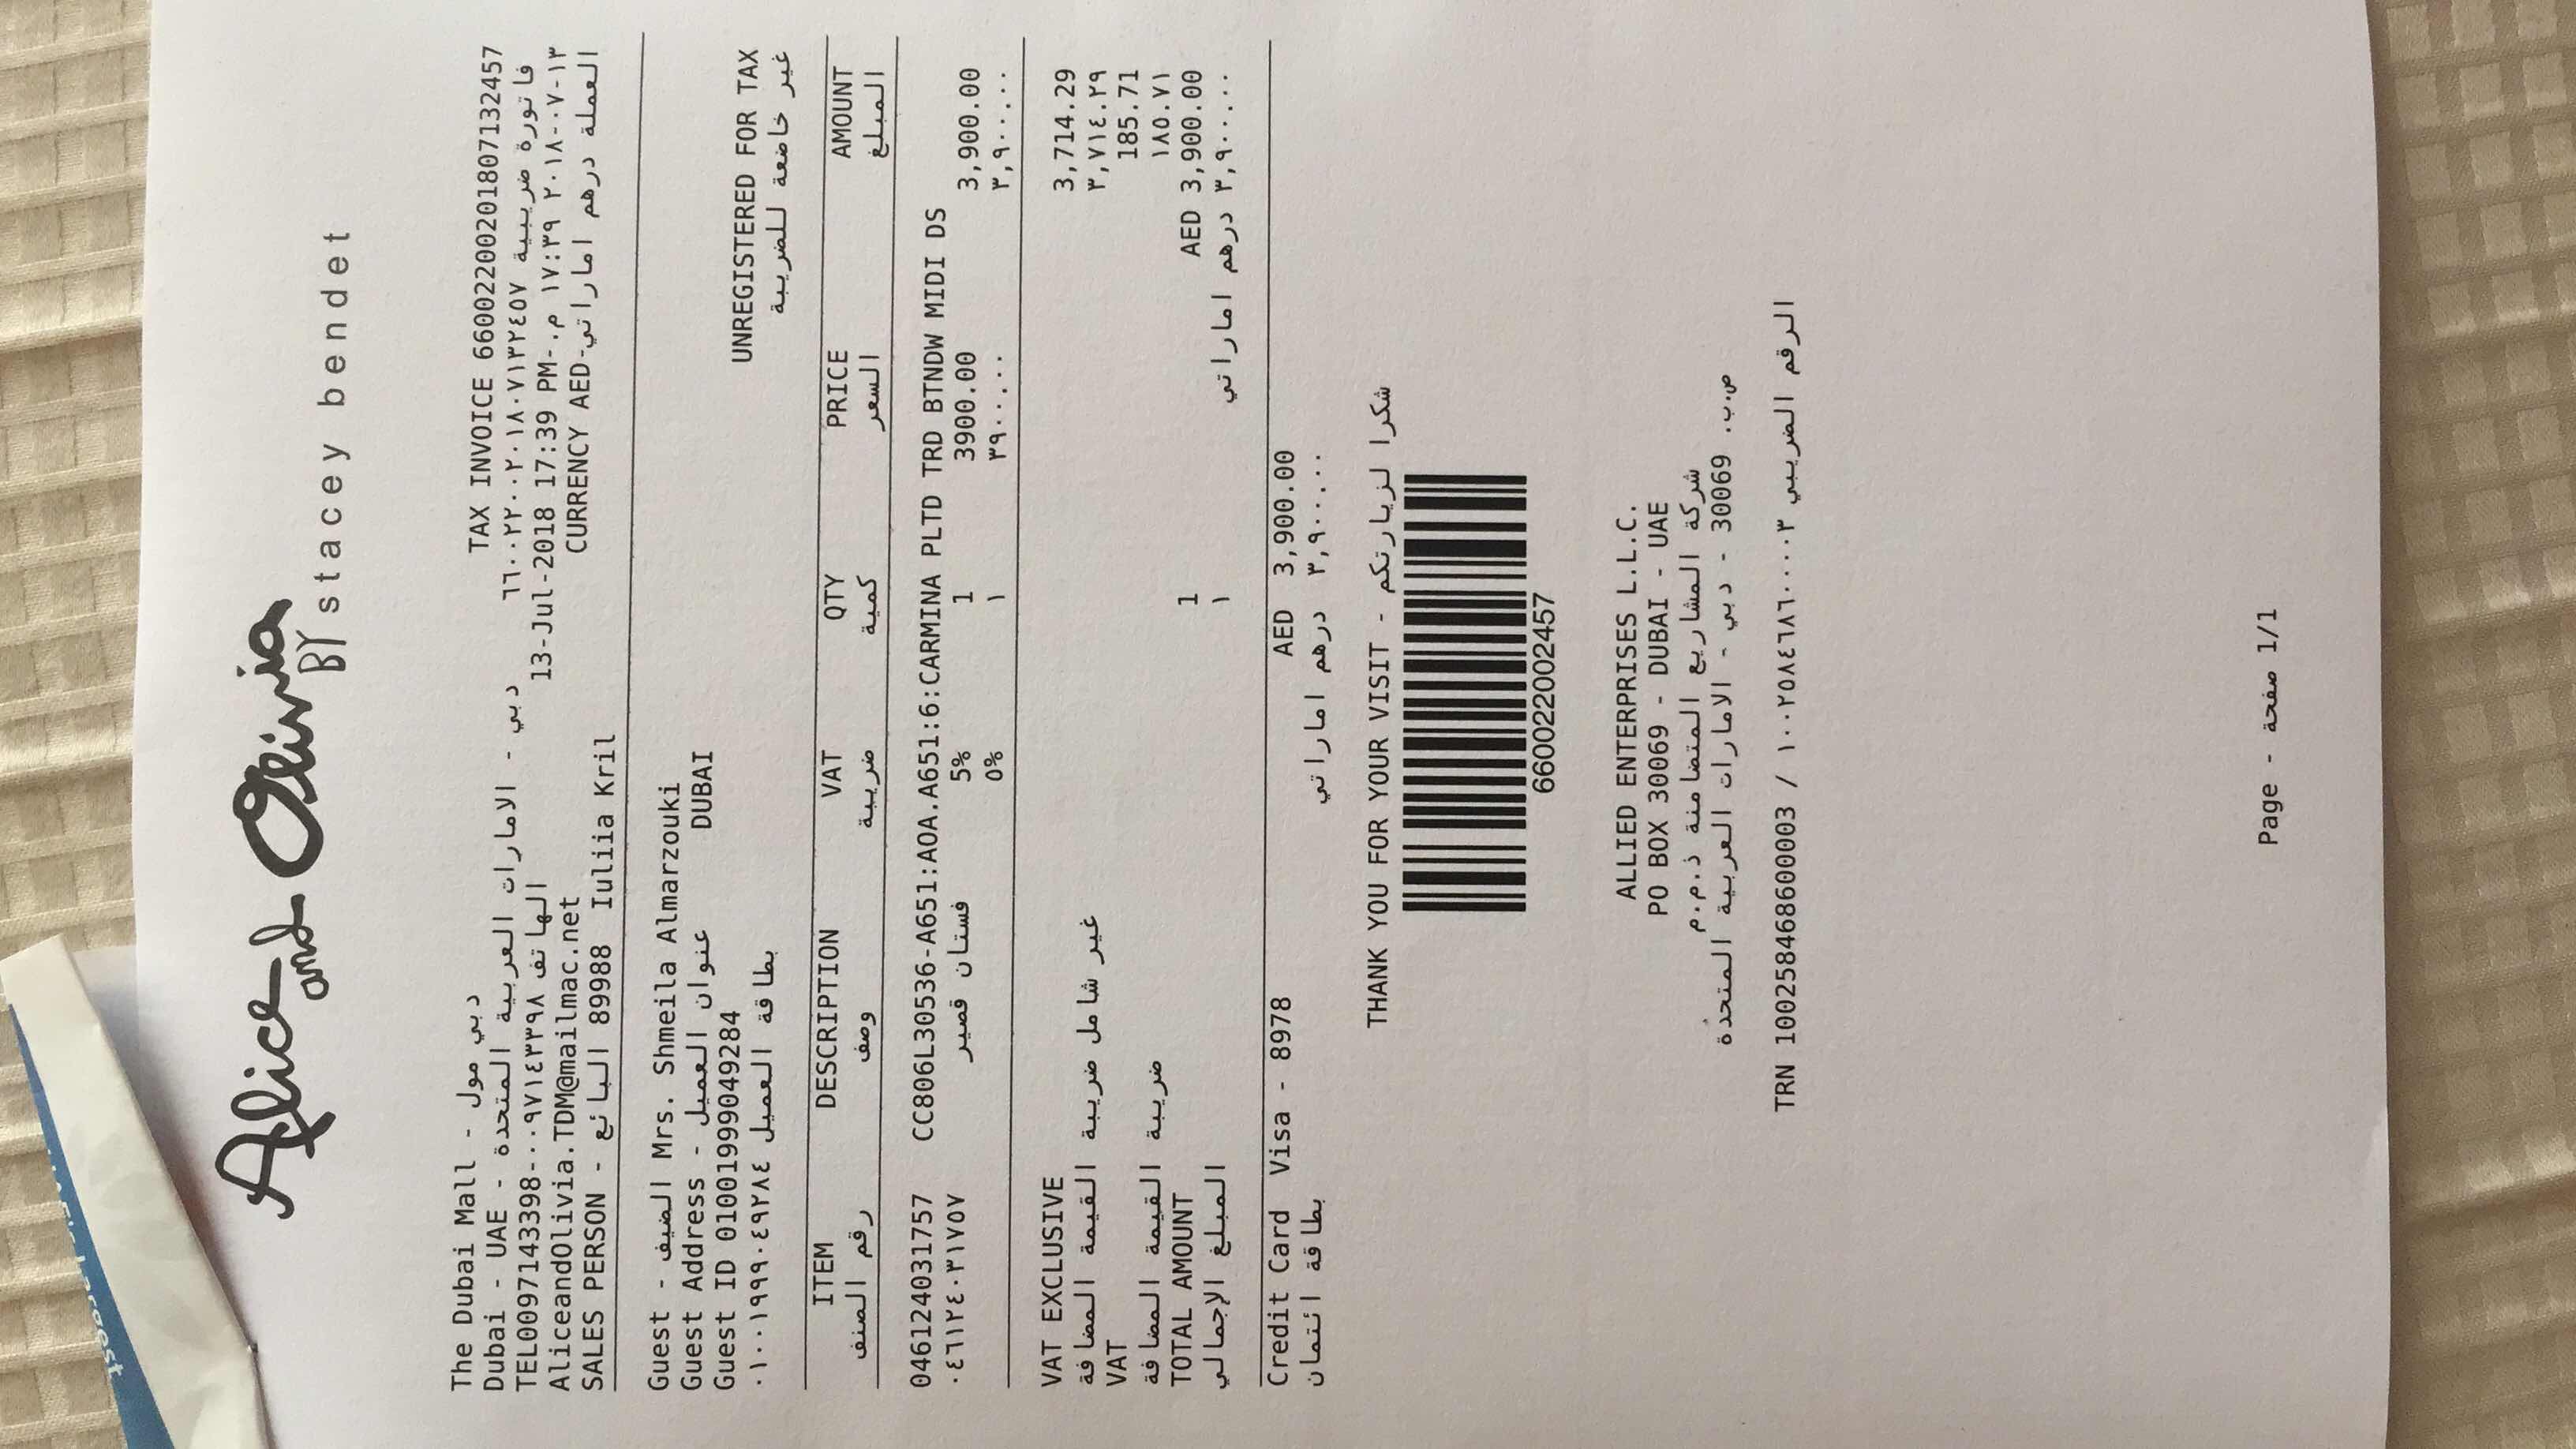 Largest
Alice and Olivia
BY stacey bendet
The Dubai Mall - دبي مول
Dubai - UAE - دبي - الامارات العربية المتحدة
TEL0097143398-٠٠٩٧١٤٣٣٩٨ الهاتف
AliceandOlivia.TDM@mailmac.net
SALES PERSON - البائع 89988 Iuliia Kril
TAX INVOICE 66002200201807132457
فاتورة ضريبية ٦٦٠٠٢٢٠٠٢٠١٨٠٧١٣٢٤٥٧
13-Jul-2018 17:39 PM-٢٠١٨-٠٧-١٣ ١٧:٣٩ م.
CURRENCY AED-العملة درهم اماراتي
Guest - الضيف Mrs. Shmeila Almarzouki
Guest Address - عنوان العميل DUBAI
Guest ID 01001999049284
بطاقة العميل ٠١٠٠١٩٩٩٠٤٩٢٨٤
UNREGISTERED FOR TAX
غير خاضعة للضريبة
ITEM DESCRIPTION VAT QTY PRICE AMOUNT
رقم الصنف وصف ضريبة كمية السعر المبلغ
046124031757 CC806L30536-A651:AOA.A651:6:CARMINA PLTD TRD BTNDW MIDI DS
٠٤٦١٢٤٠٣١٧٥٧ فستان قصير 5% 1 3900.00 3,900.00
0% ١ ٣٩٠٠.٠٠ ٣,٩٠٠.٠٠
VAT EXCLUSIVE 3,714.29
غير شامل ضريبة القيمة المضافة ٣,٧١٤.٢٩
VAT 185.71
ضريبة القيمة المضافة ١٨٥.٧١
TOTAL AMOUNT 1 AED 3,900.00
المبلغ الإجمالي ١ ٣,٩٠٠.٠٠ درهم اماراتي
Credit Card Visa - 8978 AED 3,900.00
بطاقة ائتمان ٣,٩٠٠.٠٠ درهم اماراتي
THANK YOU FOR YOUR VISIT - شكرا لزيارتكم
660022002457
ALLIED ENTERPRISES L.L.C.
PO BOX 30069 - DUBAI - UAE
شركة المشاريع المتضامنة ذ.م.م
ص.ب. 30069 - دبي - الامارات العربية المتحدة
TRN 100258468600003 / ١٠٠٢٥٨٤٦٨٦٠٠٠٠٣ الرقم الضريبي
Page - صفحة 1/1